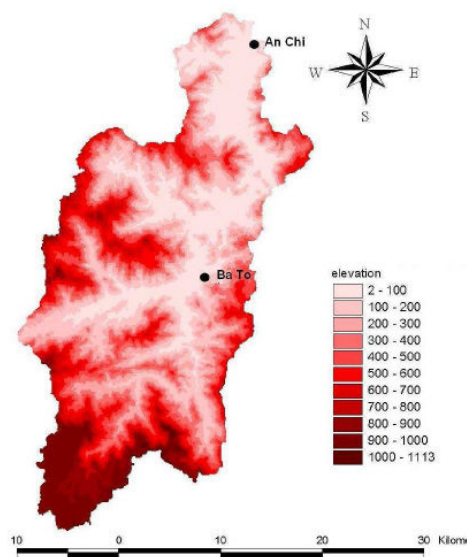 N
An Chi
W E
S
Ba To
elevation
2 - 100
100 - 200
200 - 300
300 - 400
400 - 500
500 - 600
600 - 700
700 - 800
800 - 900
900 - 1000
1000 - 1113
10 0 10 20 30 Kilome